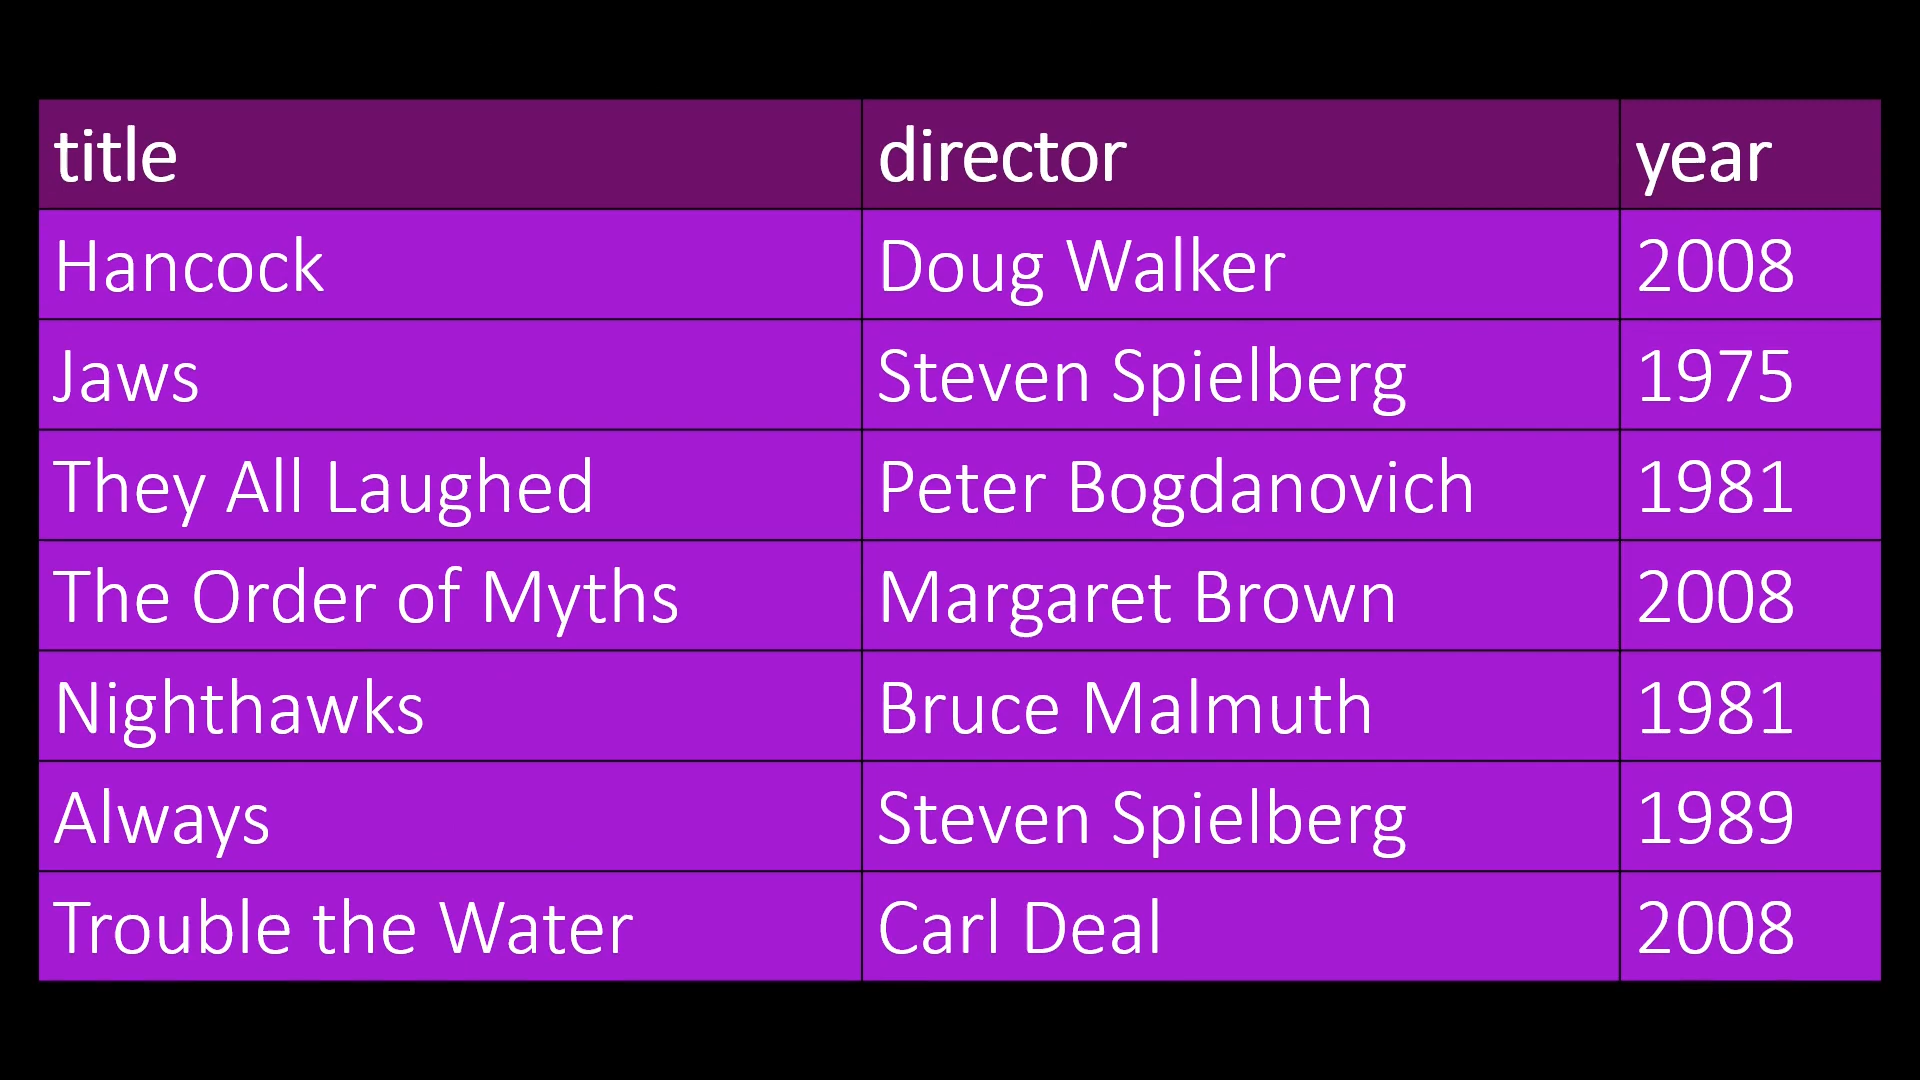 title director year
Hancock Doug Walker 2008
Jaws Steven Spielberg 1975
They All Laughed Peter Bogdanovich 1981
The Order of Myths Margaret Brown 2008
Nighthawks Bruce Malmuth 1981
Always Steven Spielberg 1989
Trouble the Water Carl Deal 2008